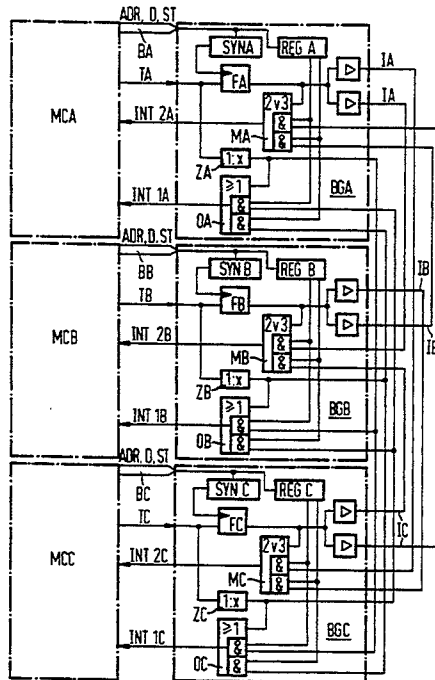 ADR, D, ST
BA
SYNA
REG A
IA
TA
FA
IA
MCA
INT 2A
2v3
&
&
MA
ZA
1:x
INT 1A
≥1
&
&
OA
BGA
ADR, D, ST
BB
SYN B
REG B
IB
TB
FB
IB
MCB
INT 2B
2v3
&
&
MB
ZB
1:x
INT 1B
≥1
&
&
OB
BGB
ADR, D, ST
BC
SYN C
REG C
TC
FC
IC
MCC
INT 2C
2v3
&
&
MC
ZC
1:x
INT 1C
≥1
&
&
OC
BGC